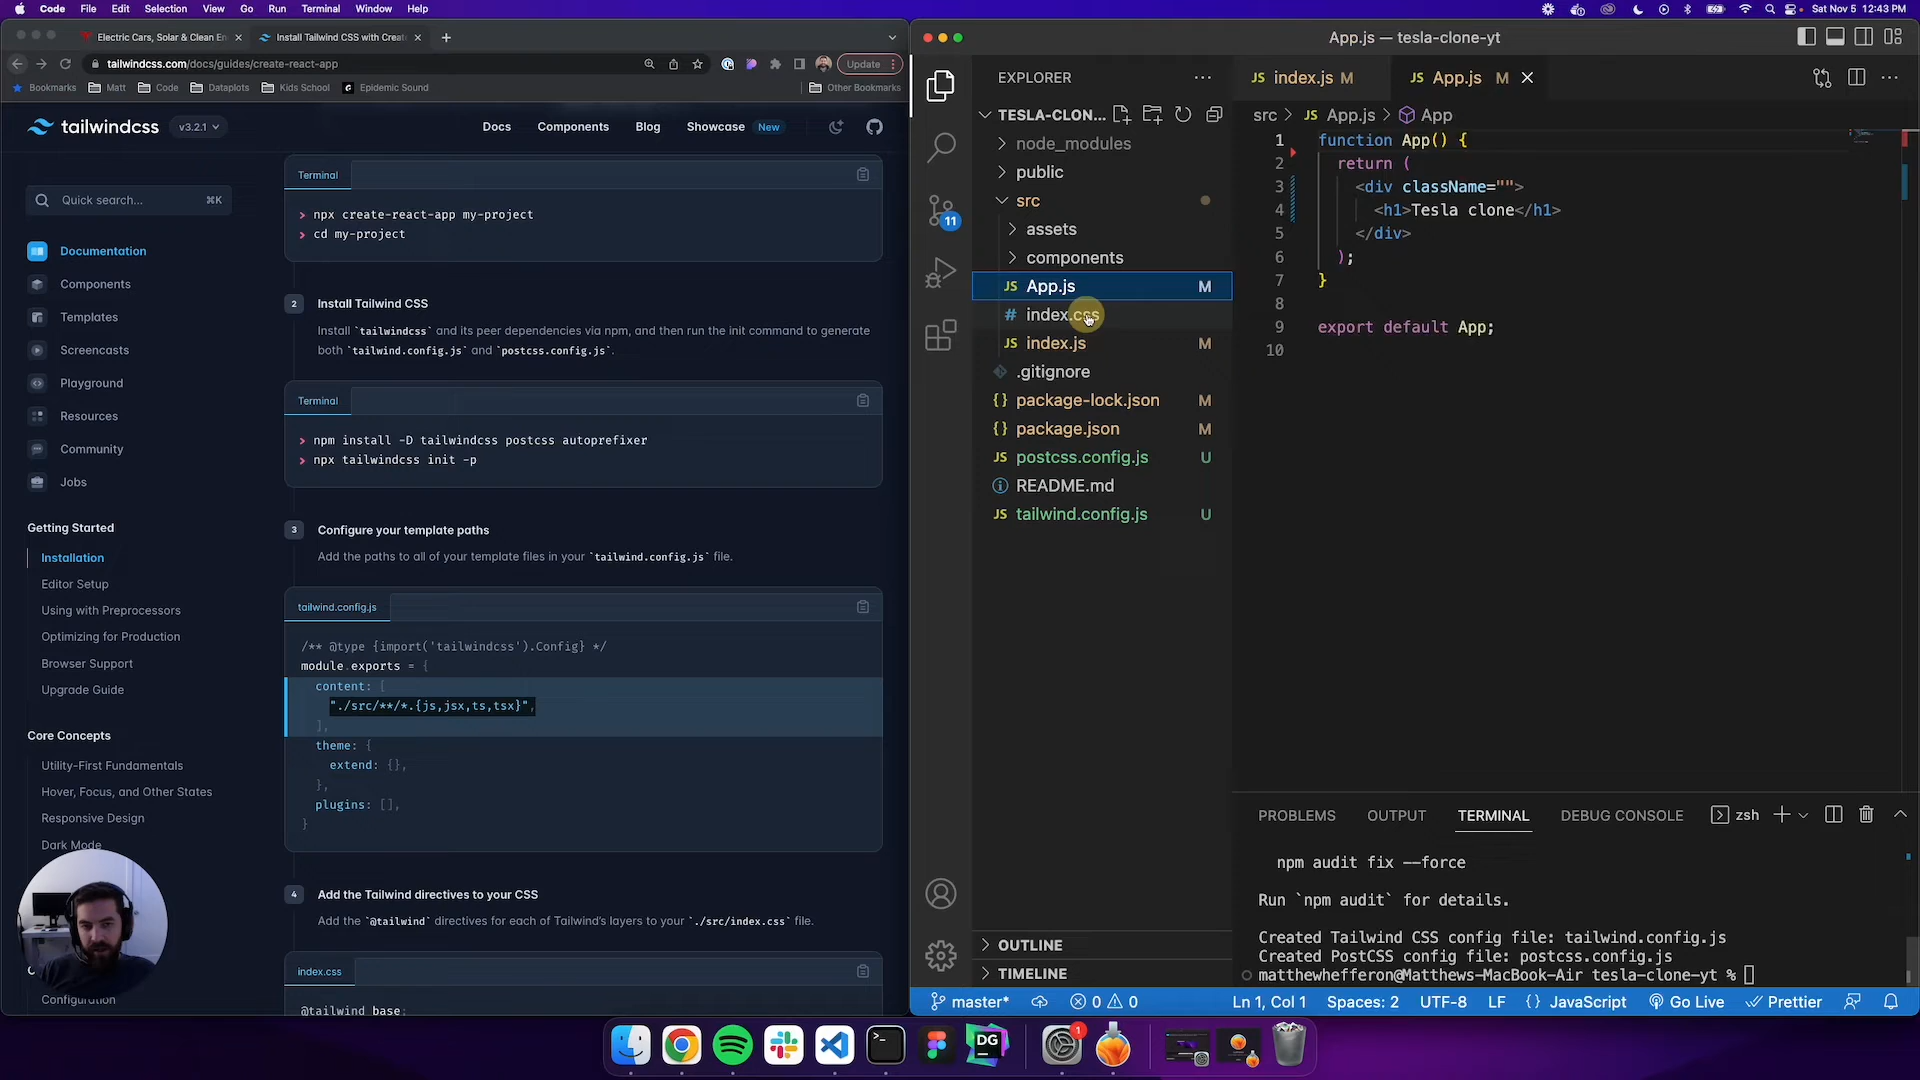 Code File Edit Selection View Go Run Terminal Window Help
Sat Nov 5 12:43 PM
Electric Cars, Solar & Clean En
Install Tailwind CSS with Create
tailwindcss.com/docs/guides/create-react-app
Update
Bookmarks Matt Code Dataplots Kids School Epidemic Sound Other Bookmarks
tailwindcss v3.2.1
Docs Components Blog Showcase New
Quick search... ⌘K
Documentation
Components
Templates
Screencasts
Playground
Resources
Community
Jobs
Getting Started
Installation
Editor Setup
Using with Preprocessors
Optimizing for Production
Browser Support
Upgrade Guide
Core Concepts
Utility-First Fundamentals
Hover, Focus, and Other States
Responsive Design
Dark Mode
Configuration
Terminal
> npx create-react-app my-project
> cd my-project
2 Install Tailwind CSS
Install `tailwindcss` and its peer dependencies via npm, and then run the init command to generate
both `tailwind.config.js` and `postcss.config.js`.
Terminal
> npm install -D tailwindcss postcss autoprefixer
> npx tailwindcss init -p
3 Configure your template paths
Add the paths to all of your template files in your `tailwind.config.js` file.
tailwind.config.js
/** @type {import('tailwindcss').Config} */
module.exports = {
content: [
"./src/**/*.{js,jsx,ts,tsx}",
],
theme: {
extend: {},
},
plugins: [],
}
4 Add the Tailwind directives to your CSS
Add the `@tailwind` directives for each of Tailwind's layers to your `./src/index.css` file.
index.css
@tailwind base;
App.js — tesla-clone-yt
EXPLORER
TESLA-CLON...
node_modules
public
src
assets
components
JS App.js M
# index.css
JS index.js M
.gitignore
{} package-lock.json M
{} package.json M
JS postcss.config.js U
README.md
JS tailwind.config.js U
OUTLINE
TIMELINE
11
JS index.js M
JS App.js M
src > JS App.js > App
1 function App() {
2 return (
3 <div className="">
4 <h1>Tesla clone</h1>
5 </div>
6 );
7 }
8
9 export default App;
10
PROBLEMS OUTPUT TERMINAL DEBUG CONSOLE zsh
npm audit fix --force
Run `npm audit` for details.
Created Tailwind CSS config file: tailwind.config.js
Created PostCSS config file: postcss.config.js
matthewhefferon@Matthews-MacBook-Air tesla-clone-yt %
master* 0 0 Ln 1, Col 1 Spaces: 2 UTF-8 LF {} JavaScript Go Live Prettier
DG
1